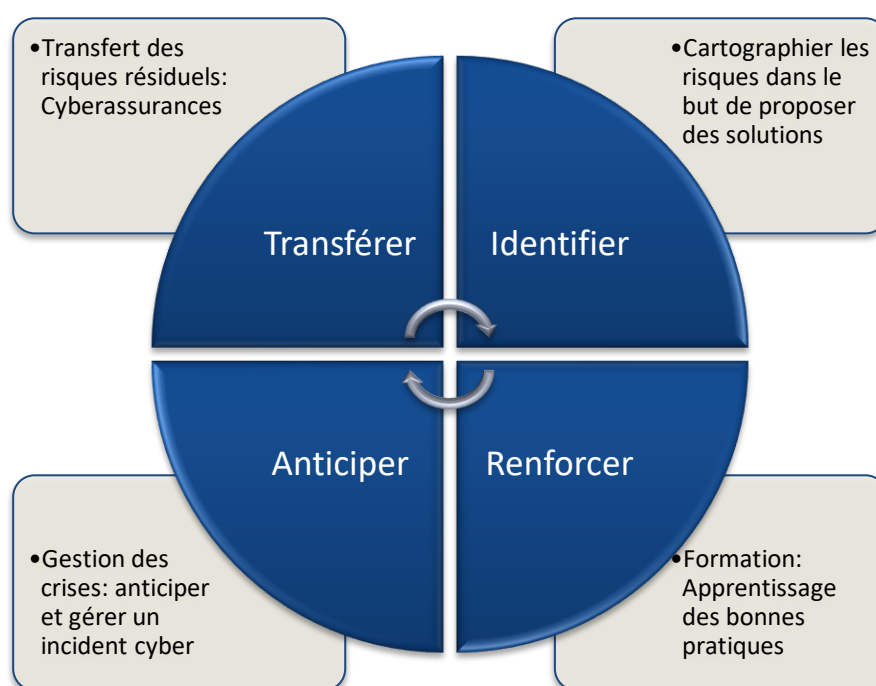 •Transfert des
risques résiduels:
Cyberassurances
•Cartographier les
risques dans le
but de proposer
des solutions
Transférer
Identifier
Anticiper
Renforcer
•Gestion des
crises: anticiper
et gérer un
incident cyber
•Formation:
Apprentissage
des bonnes
pratiques